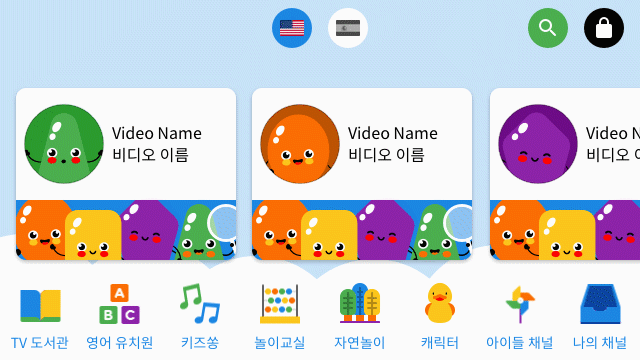 Video Name
비디오 이름
Video Name
비디오 이름
Video N
비디오 이
A
B C
TV 도서관
영어 유치원
키즈쏭
놀이교실
자연놀이
캐릭터
아이들 채널
나의 채널